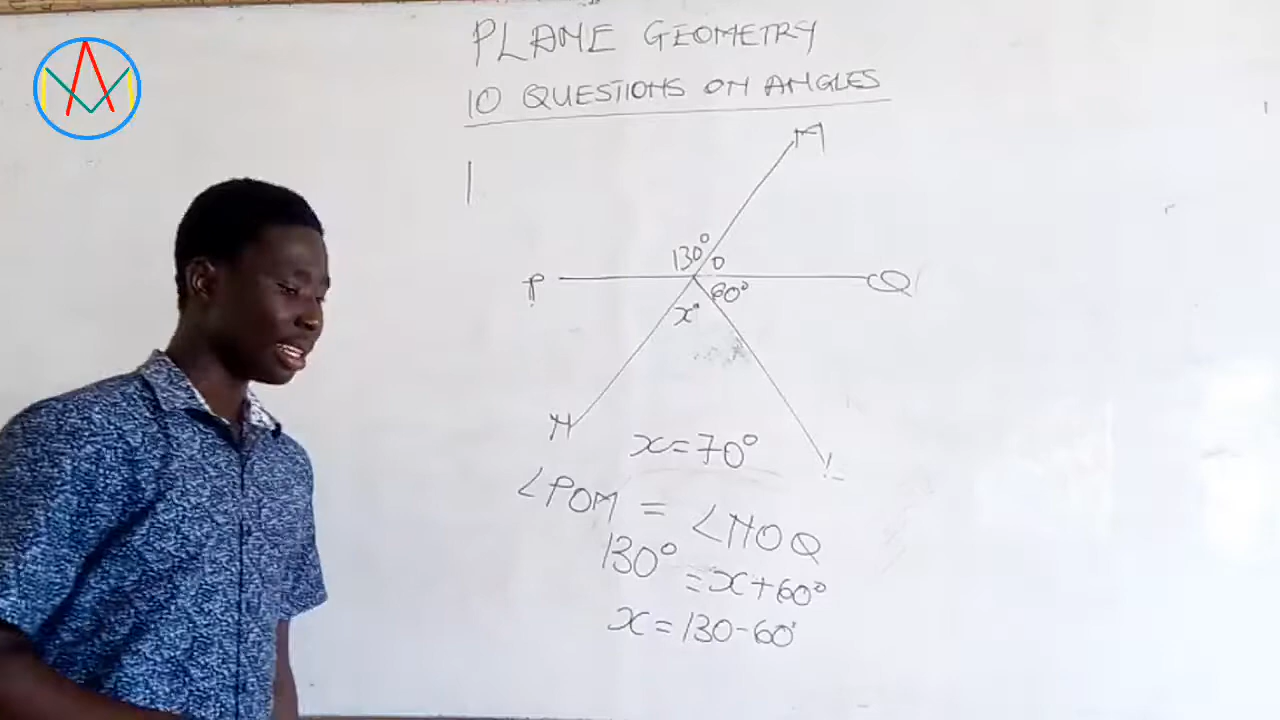 PLANE GEOMETRY
10 QUESTIONS ON ANGLES
1
M
130° O
P Q
60°
x°
N
L
x=70°
∠POM = ∠NOQ
130° =x+60°
x=130-60°